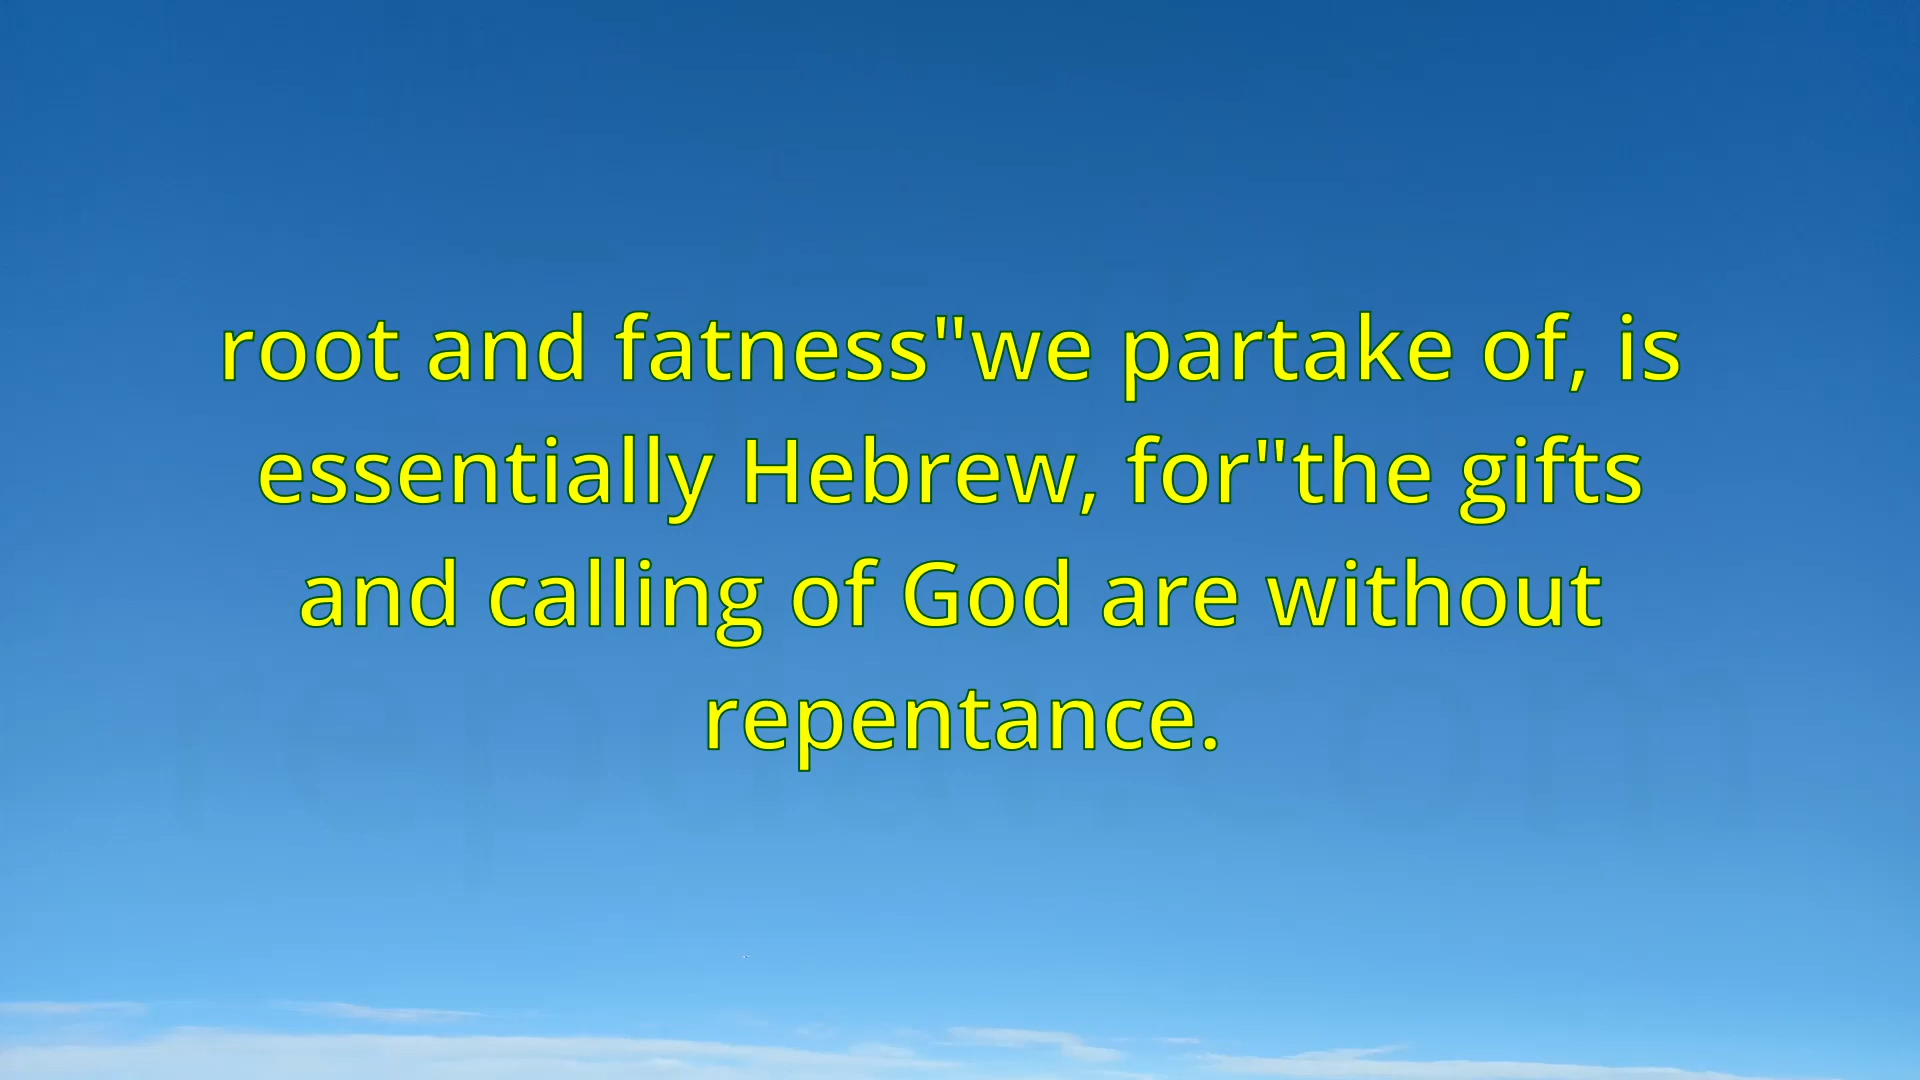 root and fatness"we partake of, is
essentially Hebrew, for"the gifts
and calling of God are without
repentance.